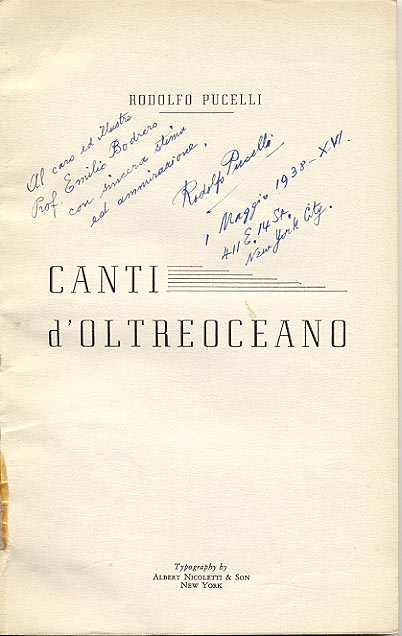 RODOLFO PUCELLI
Al caro ed illustre
Prof. Emilio Bodrero,
con sincera stima
ed ammirazione,
Rodolfo Pucelli
1 Maggio 1938-XVI.
411 E. 14 St.
New York City.
CANTI
d'OLTREOCEANO
Typography by
ALBERT NICOLETTI & SON
NEW YORK